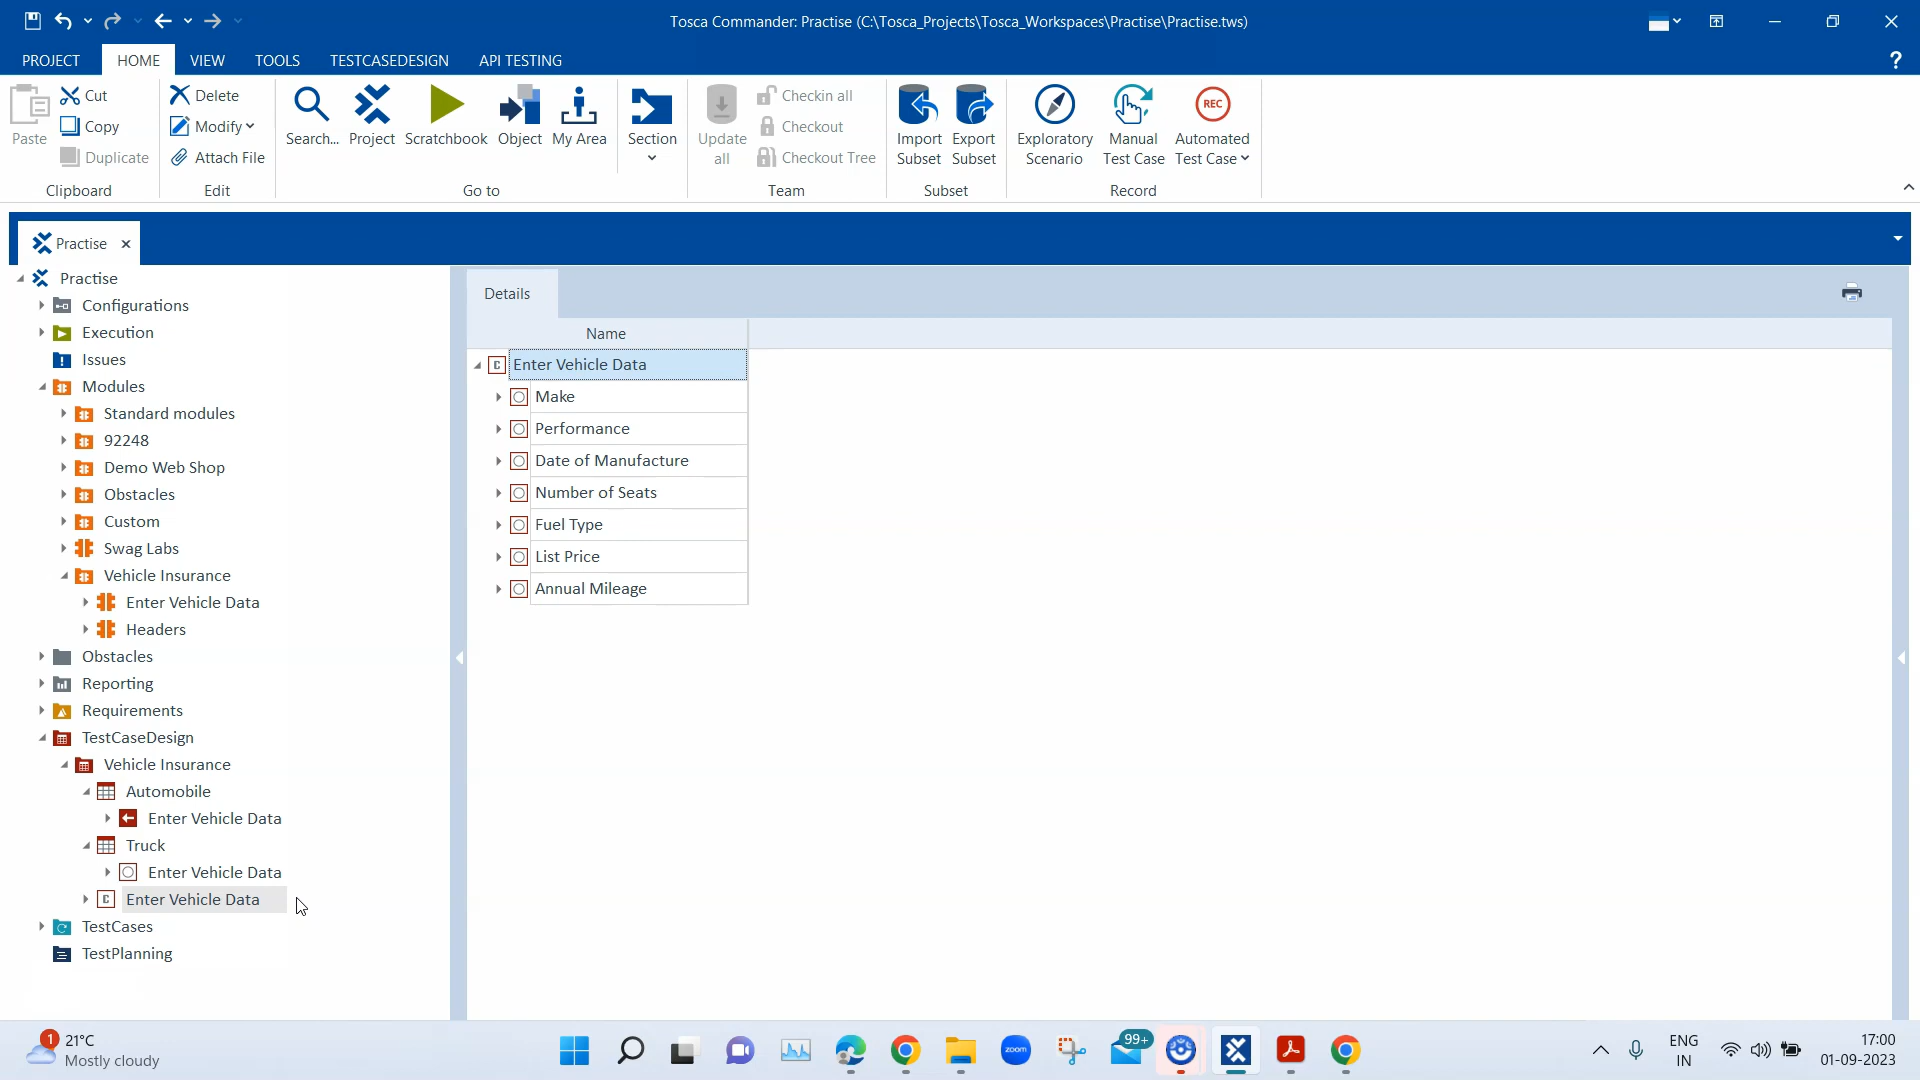 Tosca Commander: Practise (C:\Tosca_Projects\Tosca_Workspaces\Practise\Practise.tws)
PROJECT HOME VIEW TOOLS TESTCASEDESIGN API TESTING ?
Paste
Cut
Copy
Duplicate
Clipboard
Delete
Modify
Attach File
Edit
Search...
Project
Scratchbook
Object
My Area
Section
Go to
Update
all
Checkin all
Checkout
Checkout Tree
Team
Import
Subset
Export
Subset
Subset
Exploratory
Scenario
Manual
Test Case
REC
Automated
Test Case
Record
Practise
Practise
Configurations
Execution
Issues
Modules
Standard modules
92248
Demo Web Shop
Obstacles
Custom
Swag Labs
Vehicle Insurance
Enter Vehicle Data
Headers
Obstacles
Reporting
Requirements
TestCaseDesign
Vehicle Insurance
Automobile
Enter Vehicle Data
Truck
Enter Vehicle Data
C Enter Vehicle Data
TestCases
TestPlanning
Details
Name
C Enter Vehicle Data
Make
Performance
Date of Manufacture
Number of Seats
Fuel Type
List Price
Annual Mileage
1
21°C
Mostly cloudy
zoom
99+
ENG
IN
17:00
01-09-2023